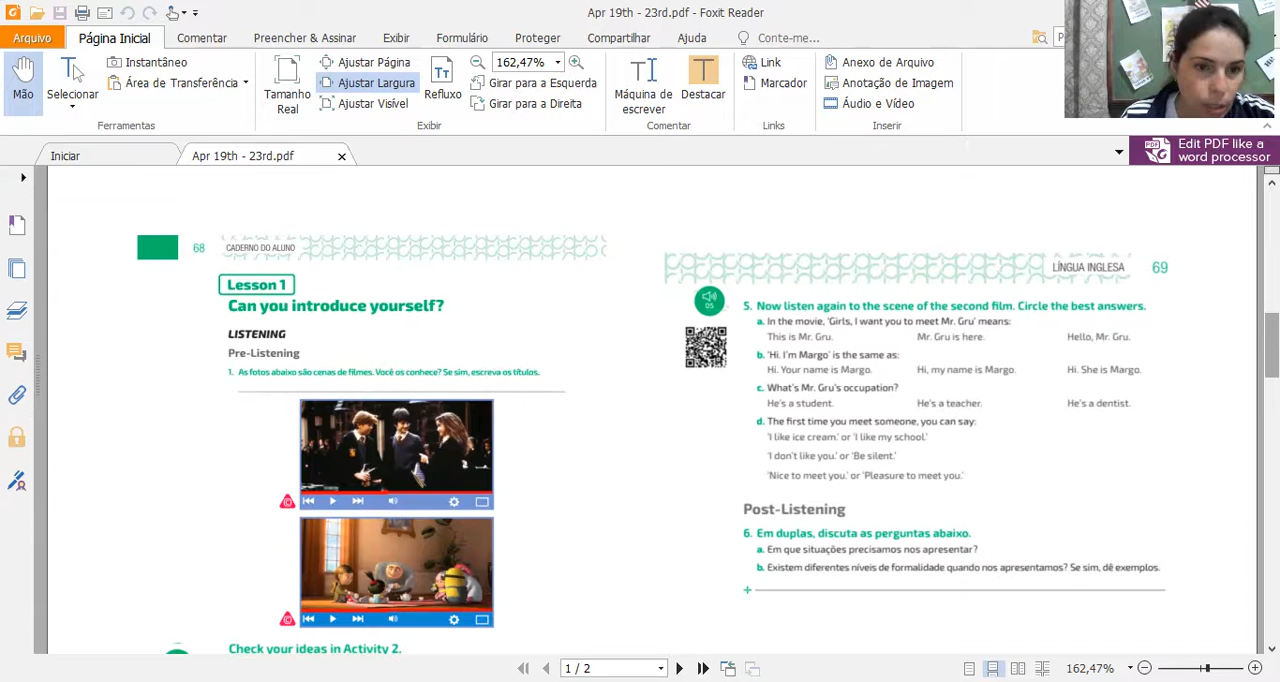 Apr 19th - 23rd.pdf - Foxit Reader
Arquivo
Página Inicial
Comentar
Preencher & Assinar
Exibir
Formulário
Proteger
Compartilhar
Ajuda
Conte-me...
Mão
Selecionar
Instantâneo
Área de Transferência
Ferramentas
Tamanho
Real
Ajustar Página
Ajustar Largura
Ajustar Visível
Refluxo
162,47%
Girar para a Esquerda
Girar para a Direita
Exibir
Máquina de
escrever
Destacar
Comentar
Link
Marcador
Links
Anexo de Arquivo
Anotação de Imagem
Áudio e Vídeo
Inserir
Iniciar
Apr 19th - 23rd.pdf
Edit PDF like a
word processor
68
CADERNO DO ALUNO
Lesson 1
Can you introduce yourself?
LISTENING
Pre-Listening
1. As fotos abaixo são cenas de filmes. Você os conhece? Se sim, escreva os títulos.
Check your ideas in Activity 2.
LÍNGUA INGLESA
69
05
5. Now listen again to the scene of the second film. Circle the best answers.
a. In the movie, 'Girls, I want you to meet Mr. Gru' means:
This is Mr. Gru. Mr. Gru is here. Hello, Mr. Gru.
b. 'Hi. I'm Margo' is the same as:
Hi. Your name is Margo. Hi, my name is Margo. Hi. She is Margo.
c. What's Mr. Gru's occupation?
He's a student. He's a teacher. He's a dentist.
d. The first time you meet someone, you can say:
'I like ice cream.' or 'I like my school.'
'I don't like you.' or 'Be silent.'
'Nice to meet you.' or 'Pleasure to meet you.'
Post-Listening
6. Em duplas, discuta as perguntas abaixo.
a. Em que situações precisamos nos apresentar?
b. Existem diferentes níveis de formalidade quando nos apresentamos? Se sim, dê exemplos.
1 / 2
162,47%